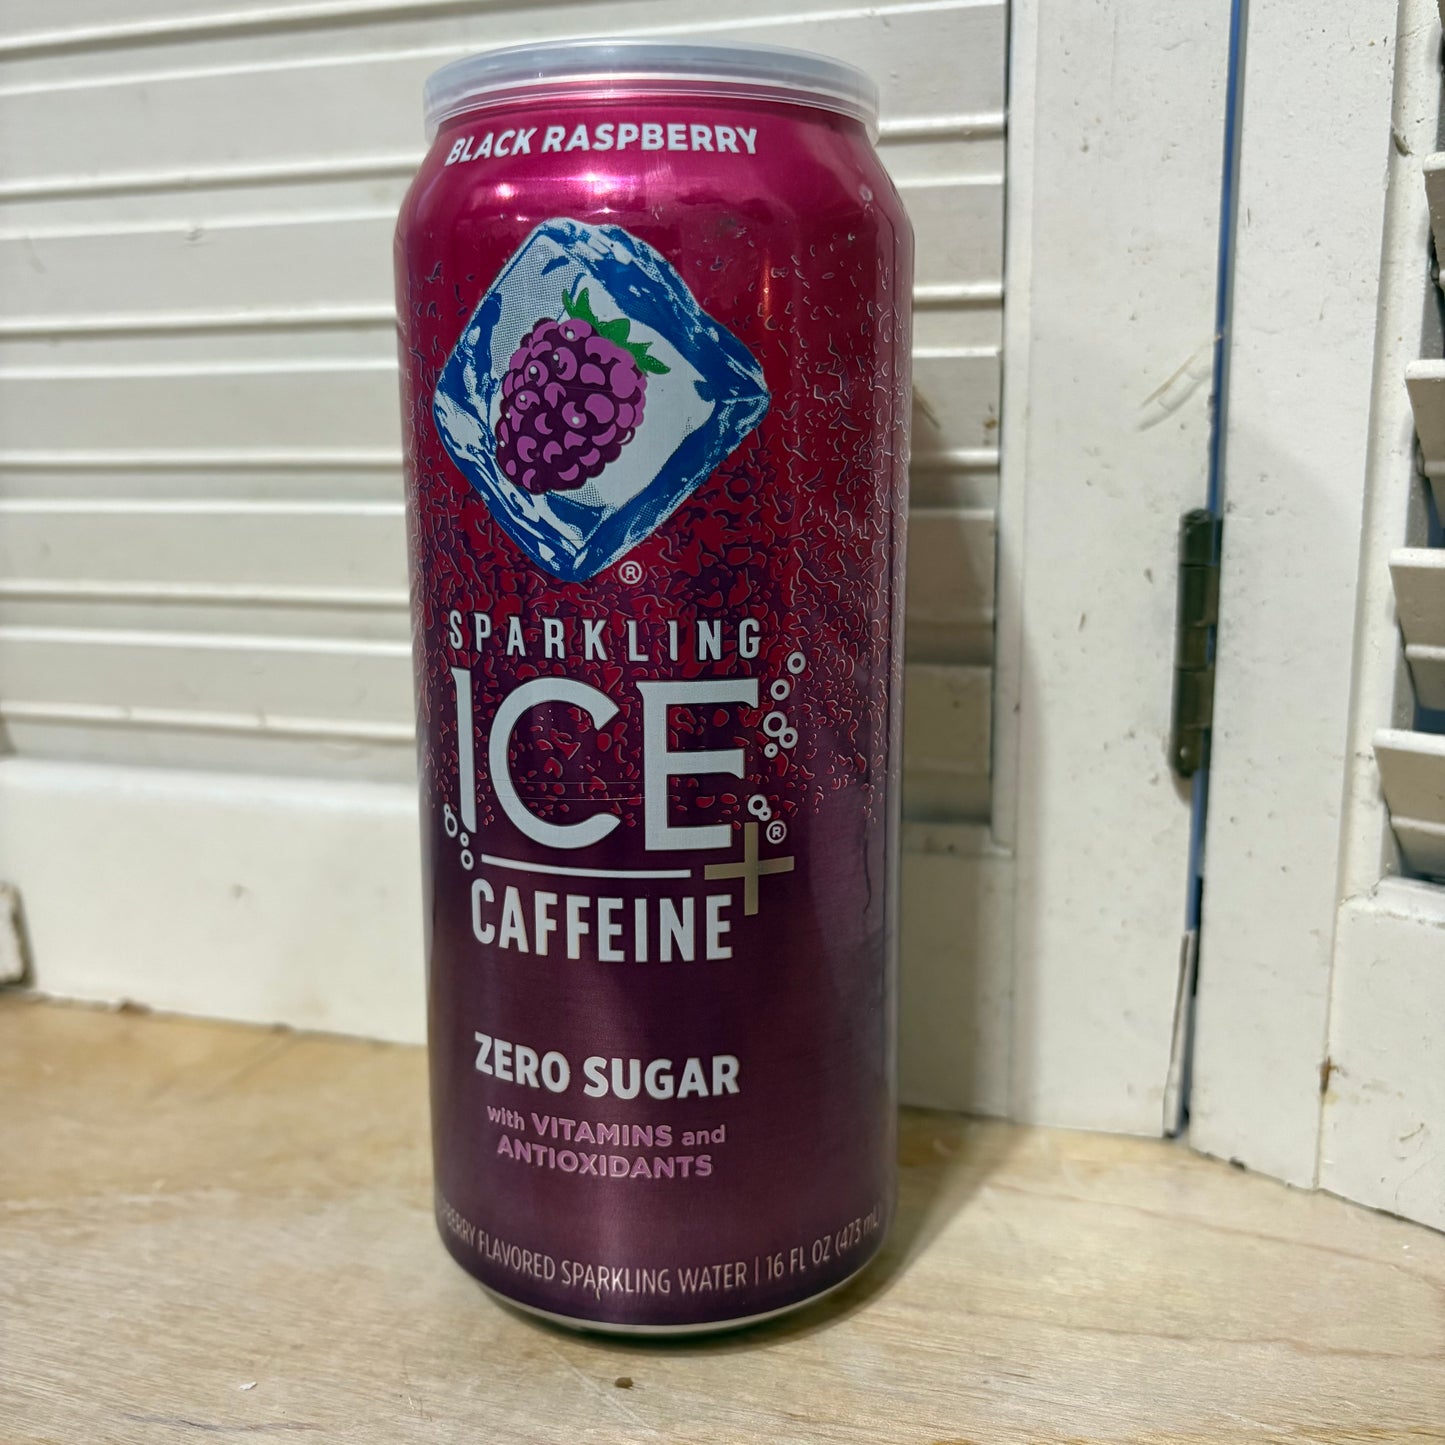 BLACK RASPBERRY
®
SPARKLING
ICE
+®
CAFFEINE
ZERO SUGAR
with VITAMINS and
ANTIOXIDANTS
FLAVORED SPARKLING WATER | 16 FL OZ (473 mL)